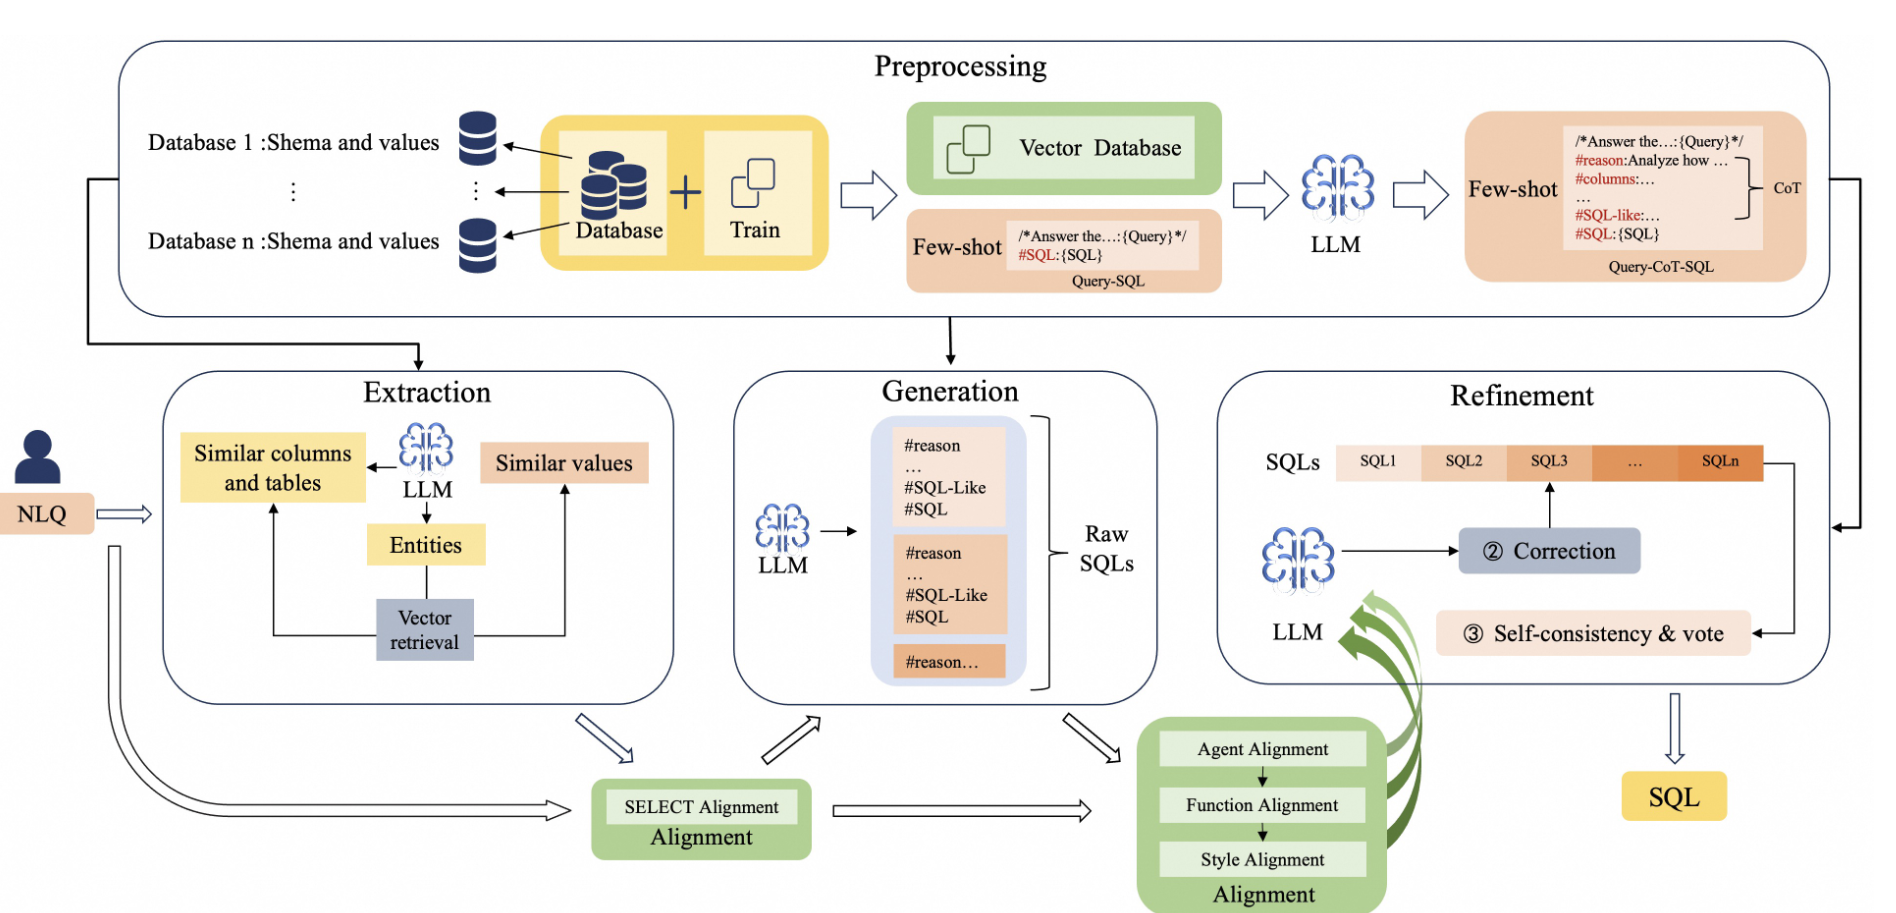 Preprocessing
Database 1 :Shema and values
⋮
⋮
Database n :Shema and values
Database
+
Train
Vector Database
Few-shot
/*Answer the...:{Query}*/
#SQL:{SQL}
Query-SQL
LLM
Few-shot
/*Answer the...:{Query}*/
#reason:Analyze how ...
#columns:...
...
#SQL-like:...
#SQL:{SQL}
CoT
Query-CoT-SQL
NLQ
Extraction
Similar columns
and tables
LLM
Similar values
Entities
Vector
retrieval
Generation
LLM
#reason
...
#SQL-Like
#SQL
#reason
...
#SQL-Like
#SQL
#reason...
Raw
SQLs
Refinement
SQLs
SQL1
SQL2
SQL3
...
SQLn
② Correction
LLM
③ Self-consistency & vote
SELECT Alignment
Alignment
Agent Alignment
Function Alignment
Style Alignment
Alignment
SQL